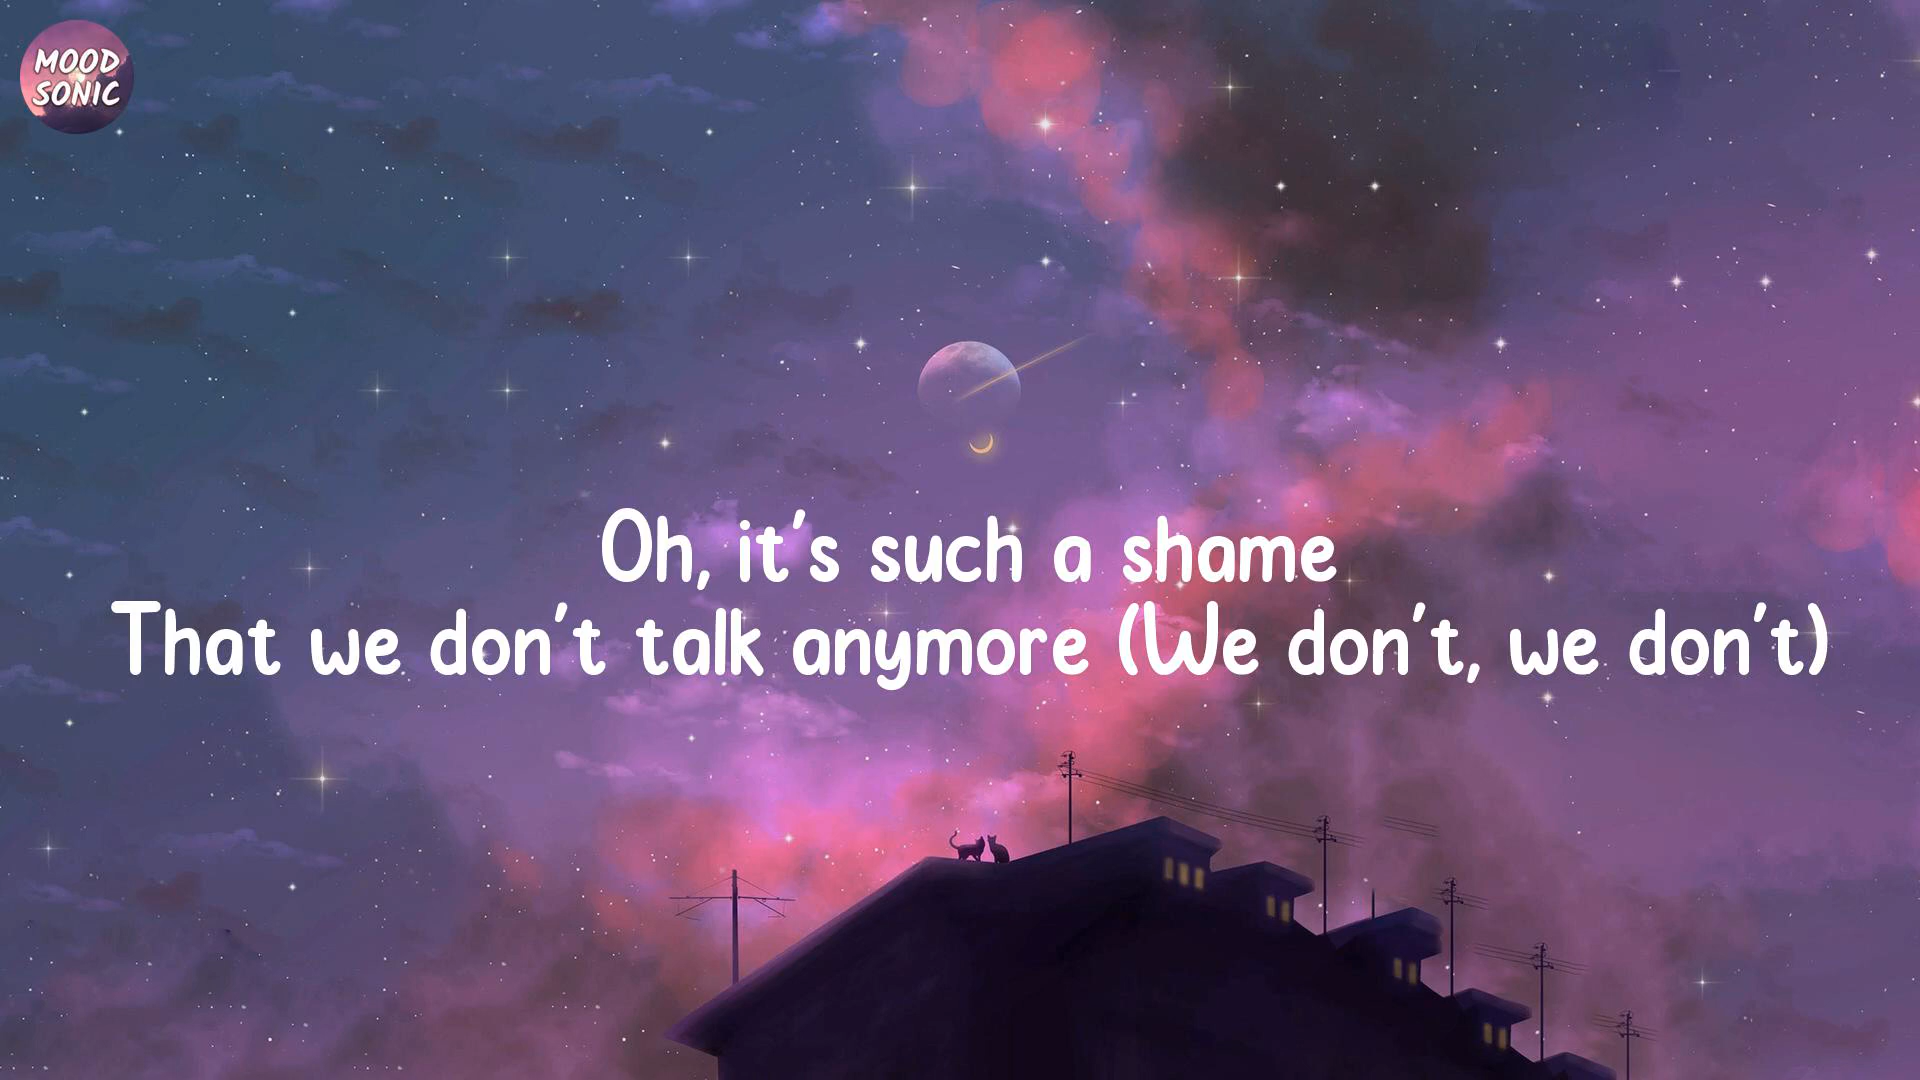 MOOD
SONIC
Oh, it's such a shame
That we don't talk anymore (We don't, we don't)